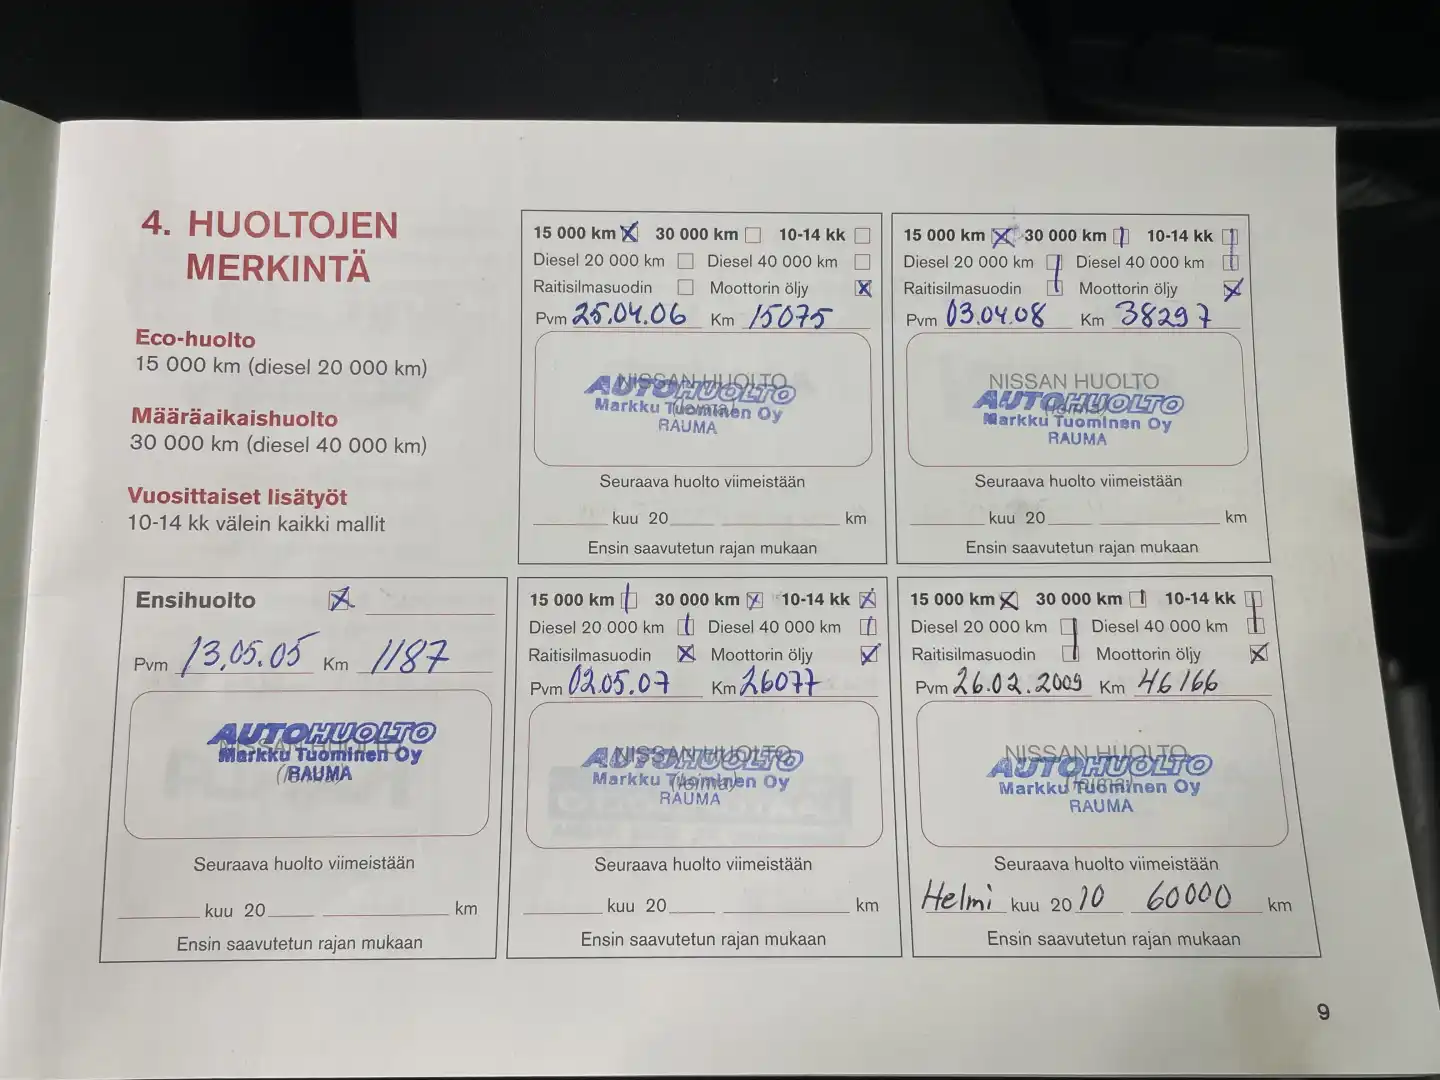 4. HUOLTOJEN
MERKINTÄ
Eco-huolto
15 000 km (diesel 20 000 km)
Määräaikaishuolto
30 000 km (diesel 40 000 km)
Vuosittaiset lisätyöt
10-14 kk välein kaikki mallit
15 000 km 30 000 km 10-14 kk
Diesel 20 000 km Diesel 40 000 km
Raitisilmasuodin Moottorin öljy
Pvm 25.04.06 Km 15075
NISSAN HUOLTO
AUTOHUOLTO
(leima)
Markku Tuominen Oy
RAUMA
Seuraava huolto viimeistään
kuu 20 km
Ensin saavutetun rajan mukaan
15 000 km 30 000 km 10-14 kk
Diesel 20 000 km Diesel 40 000 km
Raitisilmasuodin Moottorin öljy
Pvm 03.04.08 Km 38297
NISSAN HUOLTO
AUTOHUOLTO
(leima)
Markku Tuominen Oy
RAUMA
Seuraava huolto viimeistään
kuu 20 km
Ensin saavutetun rajan mukaan
Ensihuolto
Pvm 13.05.05 Km 1187
AUTOHUOLTO
NISSAN HUOLTO
Markku Tuominen Oy
(leima)
RAUMA
Seuraava huolto viimeistään
kuu 20 km
Ensin saavutetun rajan mukaan
15 000 km 30 000 km 10-14 kk
Diesel 20 000 km Diesel 40 000 km
Raitisilmasuodin Moottorin öljy
Pvm 02.05.07 Km 26077
NISSAN HUOLTO
AUTOHUOLTO
(leima)
Markku Tuominen Oy
RAUMA
Seuraava huolto viimeistään
kuu 20 km
Ensin saavutetun rajan mukaan
15 000 km 30 000 km 10-14 kk
Diesel 20 000 km Diesel 40 000 km
Raitisilmasuodin Moottorin öljy
Pvm 26.02.2009 Km 46166
NISSAN HUOLTO
AUTOHUOLTO
(leima)
Markku Tuominen Oy
RAUMA
Seuraava huolto viimeistään
Helmi kuu 20 10 60000 km
Ensin saavutetun rajan mukaan
9